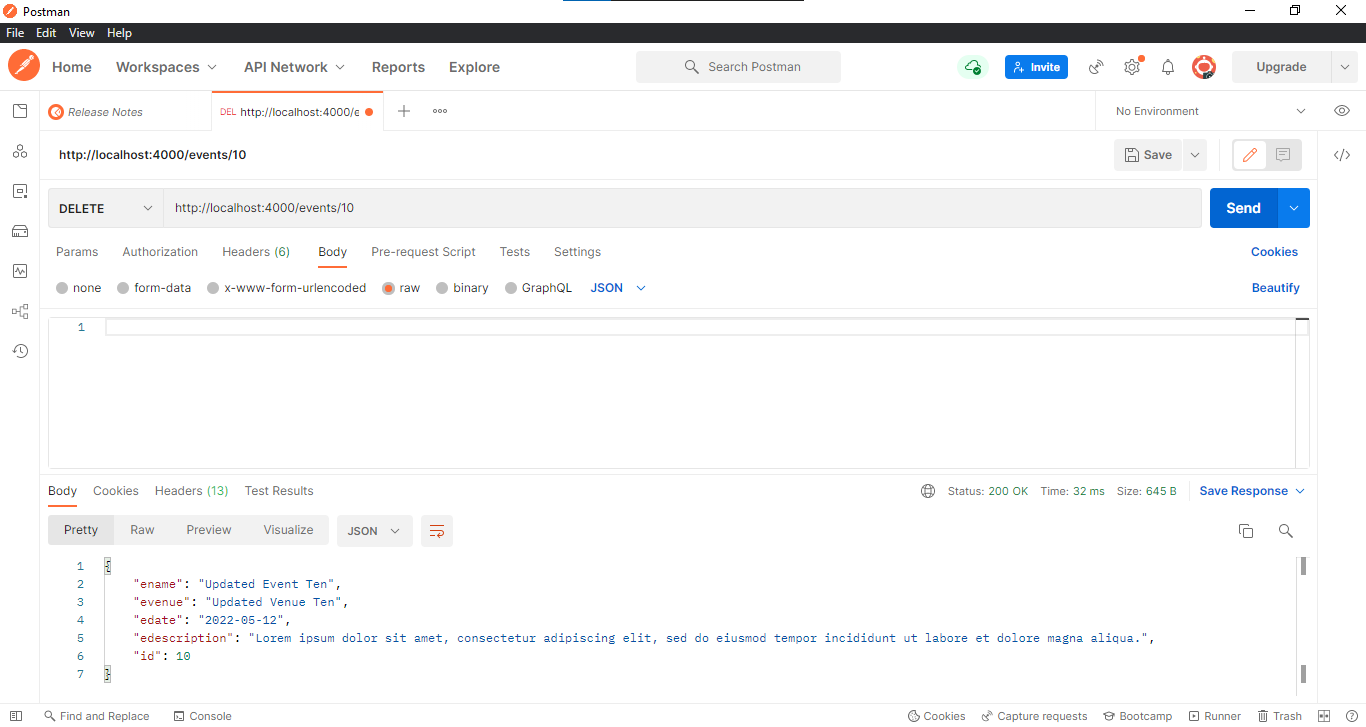 Postman
File Edit View Help
Home Workspaces API Network Reports Explore Search Postman Invite Upgrade
Release Notes DEL http://localhost:4000/e No Environment
http://localhost:4000/events/10 Save
DELETE http://localhost:4000/events/10 Send
Params Authorization Headers (6) Body Pre-request Script Tests Settings Cookies
none form-data x-www-form-urlencoded raw binary GraphQL JSON Beautify
1
Body Cookies Headers (13) Test Results Status: 200 OK Time: 32 ms Size: 645 B Save Response
Pretty Raw Preview Visualize JSON
1 {
2 "ename": "Updated Event Ten",
3 "evenue": "Updated Venue Ten",
4 "edate": "2022-05-12",
5 "edescription": "Lorem ipsum dolor sit amet, consectetur adipiscing elit, sed do eiusmod tempor incididunt ut labore et dolore magna aliqua.",
6 "id": 10
7 }
Find and Replace Console Cookies Capture requests Bootcamp Runner Trash